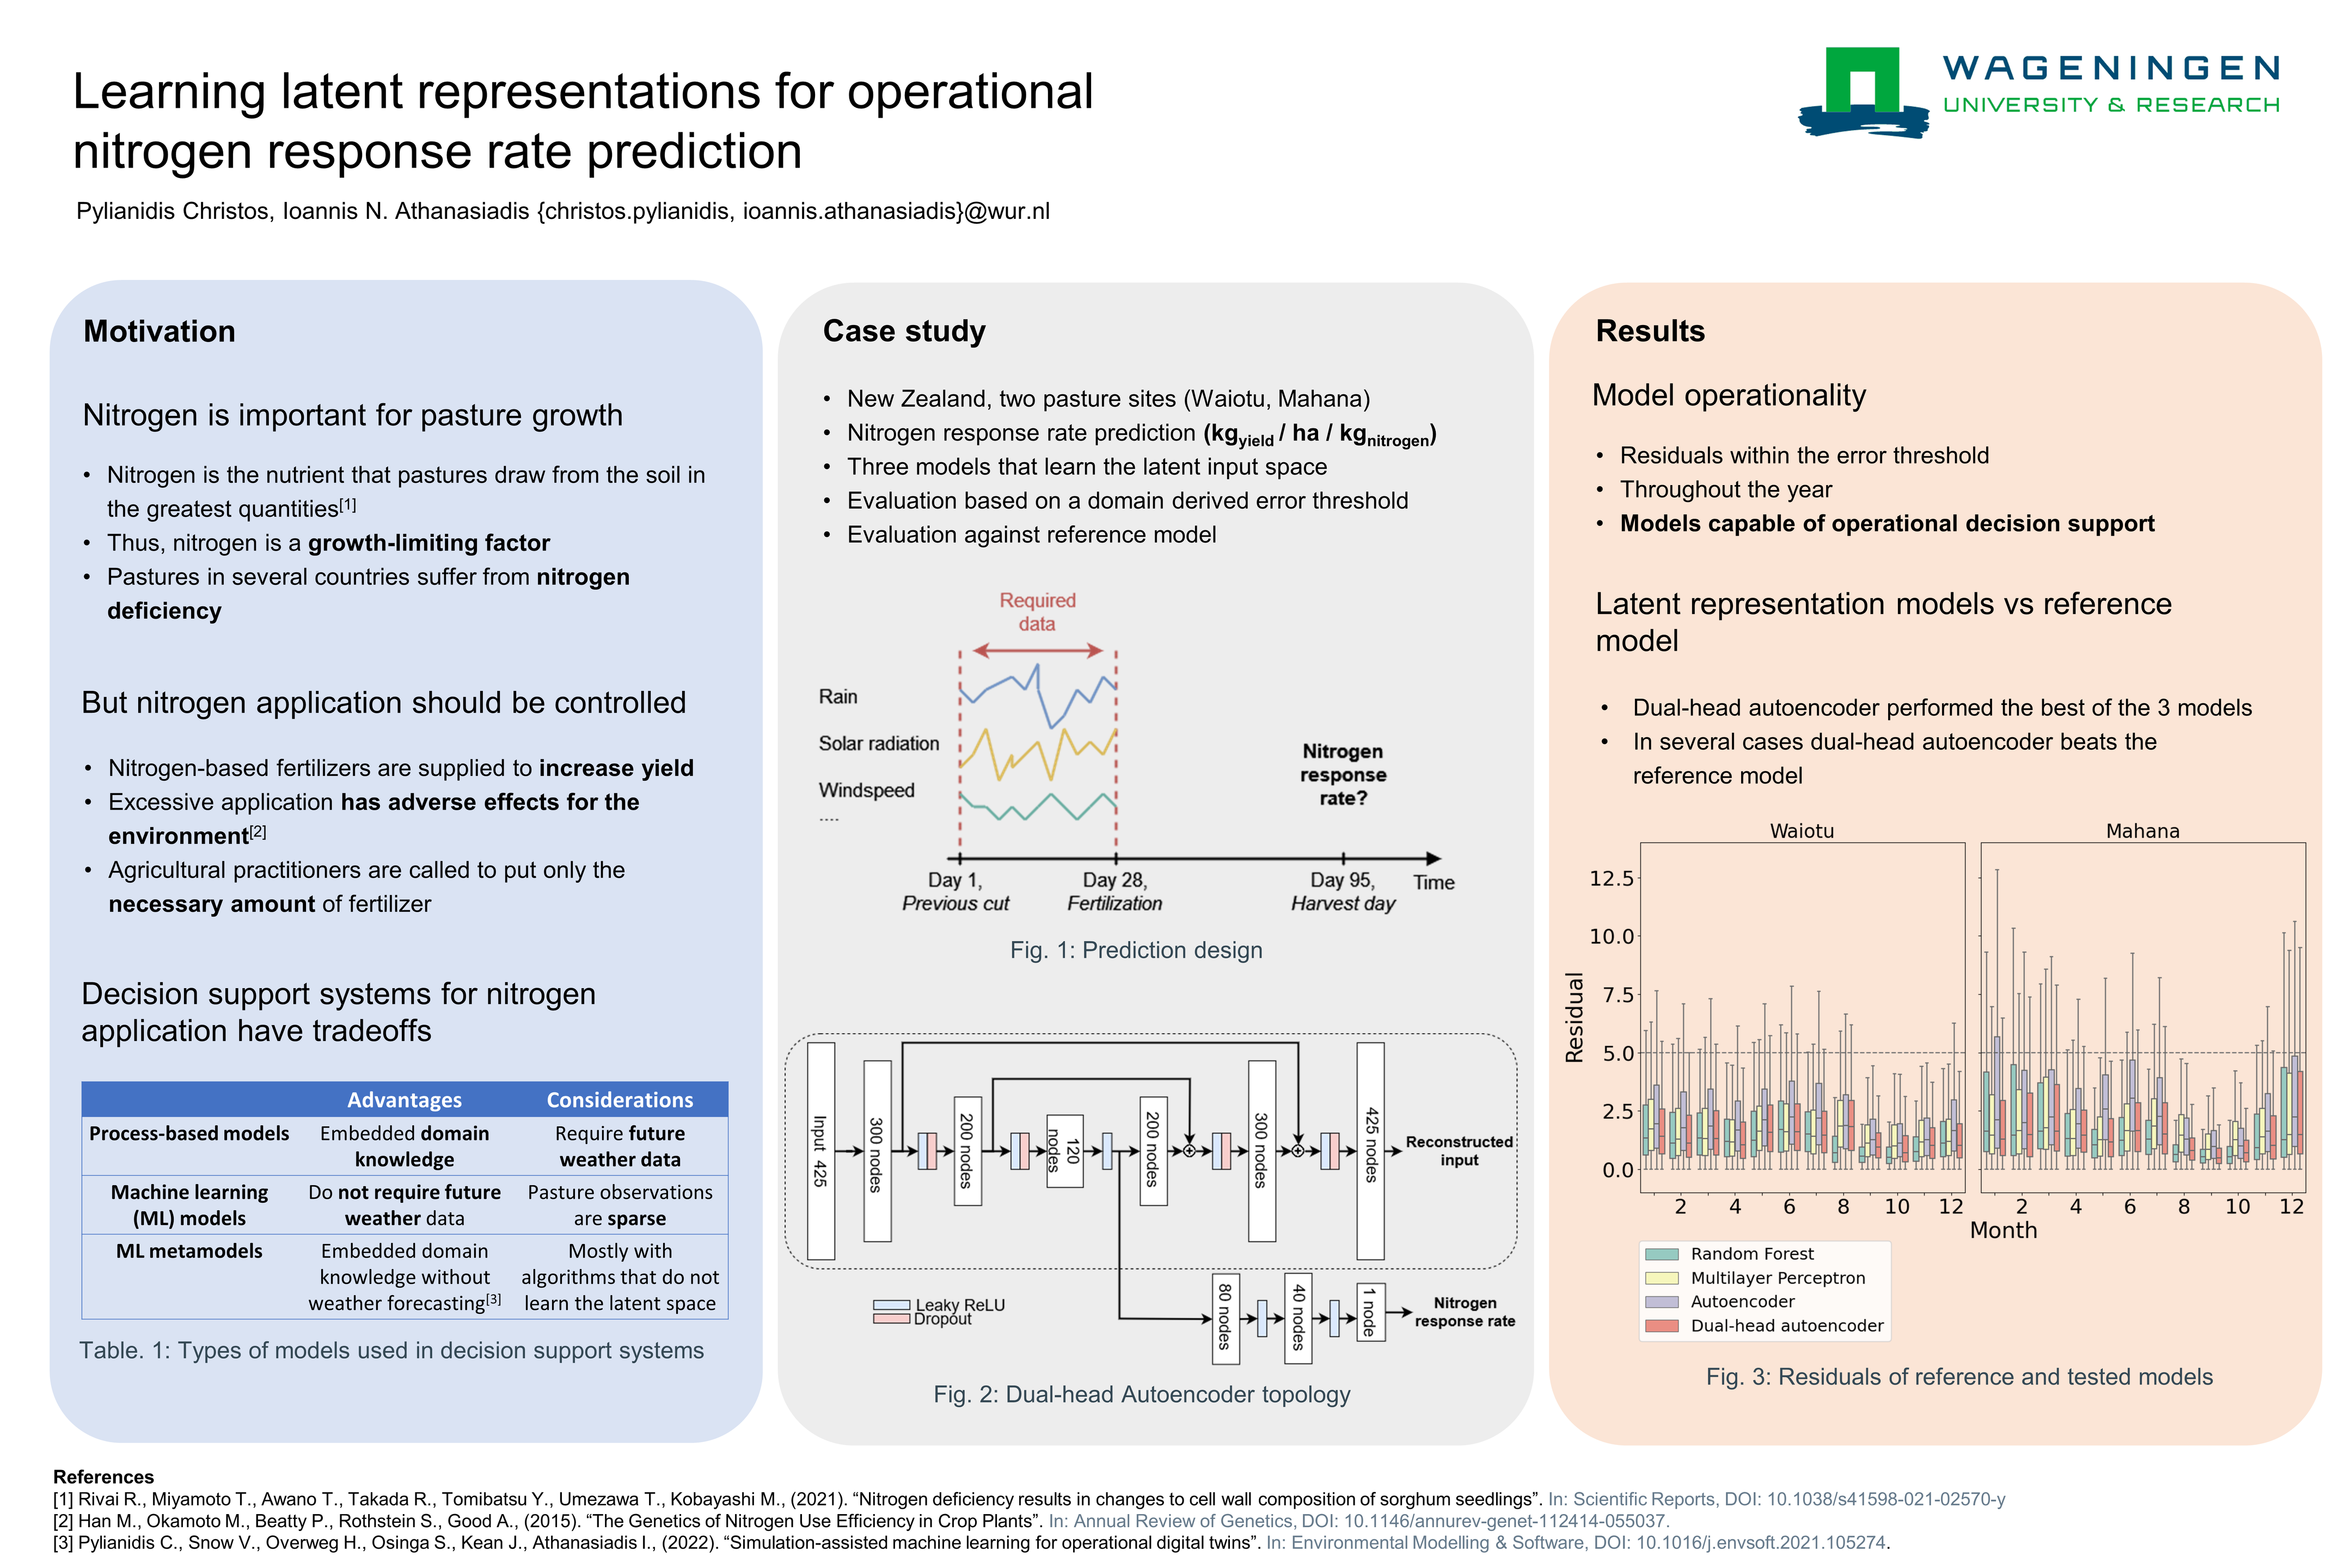 Learning latent representations for operational
nitrogen response rate prediction
Pylianidis Christos, Ioannis N. Athanasiadis {christos.pylianidis, ioannis.athanasiadis}@wur.nl
WAGENINGEN
UNIVERSITY & RESEARCH
Motivation
Nitrogen is important for pasture growth
• Nitrogen is the nutrient that pastures draw from the soil in
the greatest quantities[1]
• Thus, nitrogen is a growth-limiting factor
• Pastures in several countries suffer from nitrogen
deficiency
But nitrogen application should be controlled
• Nitrogen-based fertilizers are supplied to increase yield
• Excessive application has adverse effects for the
environment[2]
• Agricultural practitioners are called to put only the
necessary amount of fertilizer
Decision support systems for nitrogen
application have tradeoffs
Advantages Considerations
Process-based models Embedded domain Require future
knowledge weather data
Machine learning Do not require future Pasture observations
(ML) models weather data are sparse
ML metamodels Embedded domain Mostly with
knowledge without algorithms that do not
weather forecasting[3] learn the latent space
Table. 1: Types of models used in decision support systems
Case study
• New Zealand, two pasture sites (Waiotu, Mahana)
• Nitrogen response rate prediction (kgyield / ha / kgnitrogen)
• Three models that learn the latent input space
• Evaluation based on a domain derived error threshold
• Evaluation against reference model
Required
data
Rain
Solar radiation
Windspeed
....
Nitrogen
response
rate?
Day 1, Day 28, Day 95, Time
Previous cut Fertilization Harvest day
Fig. 1: Prediction design
Input 425
300 nodes
200 nodes
120
nodes
200 nodes
300 nodes
425 nodes
Reconstructed
input
Leaky ReLU
Dropout
80 nodes
40 nodes
1 node
Nitrogen
response rate
Fig. 2: Dual-head Autoencoder topology
Results
Model operationality
• Residuals within the error threshold
• Throughout the year
• Models capable of operational decision support
Latent representation models vs reference
model
• Dual-head autoencoder performed the best of the 3 models
• In several cases dual-head autoencoder beats the
reference model
Waiotu Mahana
12.5
10.0
7.5
5.0
2.5
0.0
Residual
2 4 6 8 10 12 2 4 6 8 10 12
Month
Random Forest
Multilayer Perceptron
Autoencoder
Dual-head autoencoder
Fig. 3: Residuals of reference and tested models
References
[1] Rivai R., Miyamoto T., Awano T., Takada R., Tomibatsu Y., Umezawa T., Kobayashi M., (2021). “Nitrogen deficiency results in changes to cell wall composition of sorghum seedlings”. In: Scientific Reports, DOI: 10.1038/s41598-021-02570-y
[2] Han M., Okamoto M., Beatty P., Rothstein S., Good A., (2015). “The Genetics of Nitrogen Use Efficiency in Crop Plants”. In: Annual Review of Genetics, DOI: 10.1146/annurev-genet-112414-055037.
[3] Pylianidis C., Snow V., Overweg H., Osinga S., Kean J., Athanasiadis I., (2022). “Simulation-assisted machine learning for operational digital twins”. In: Environmental Modelling & Software, DOI: 10.1016/j.envsoft.2021.105274.